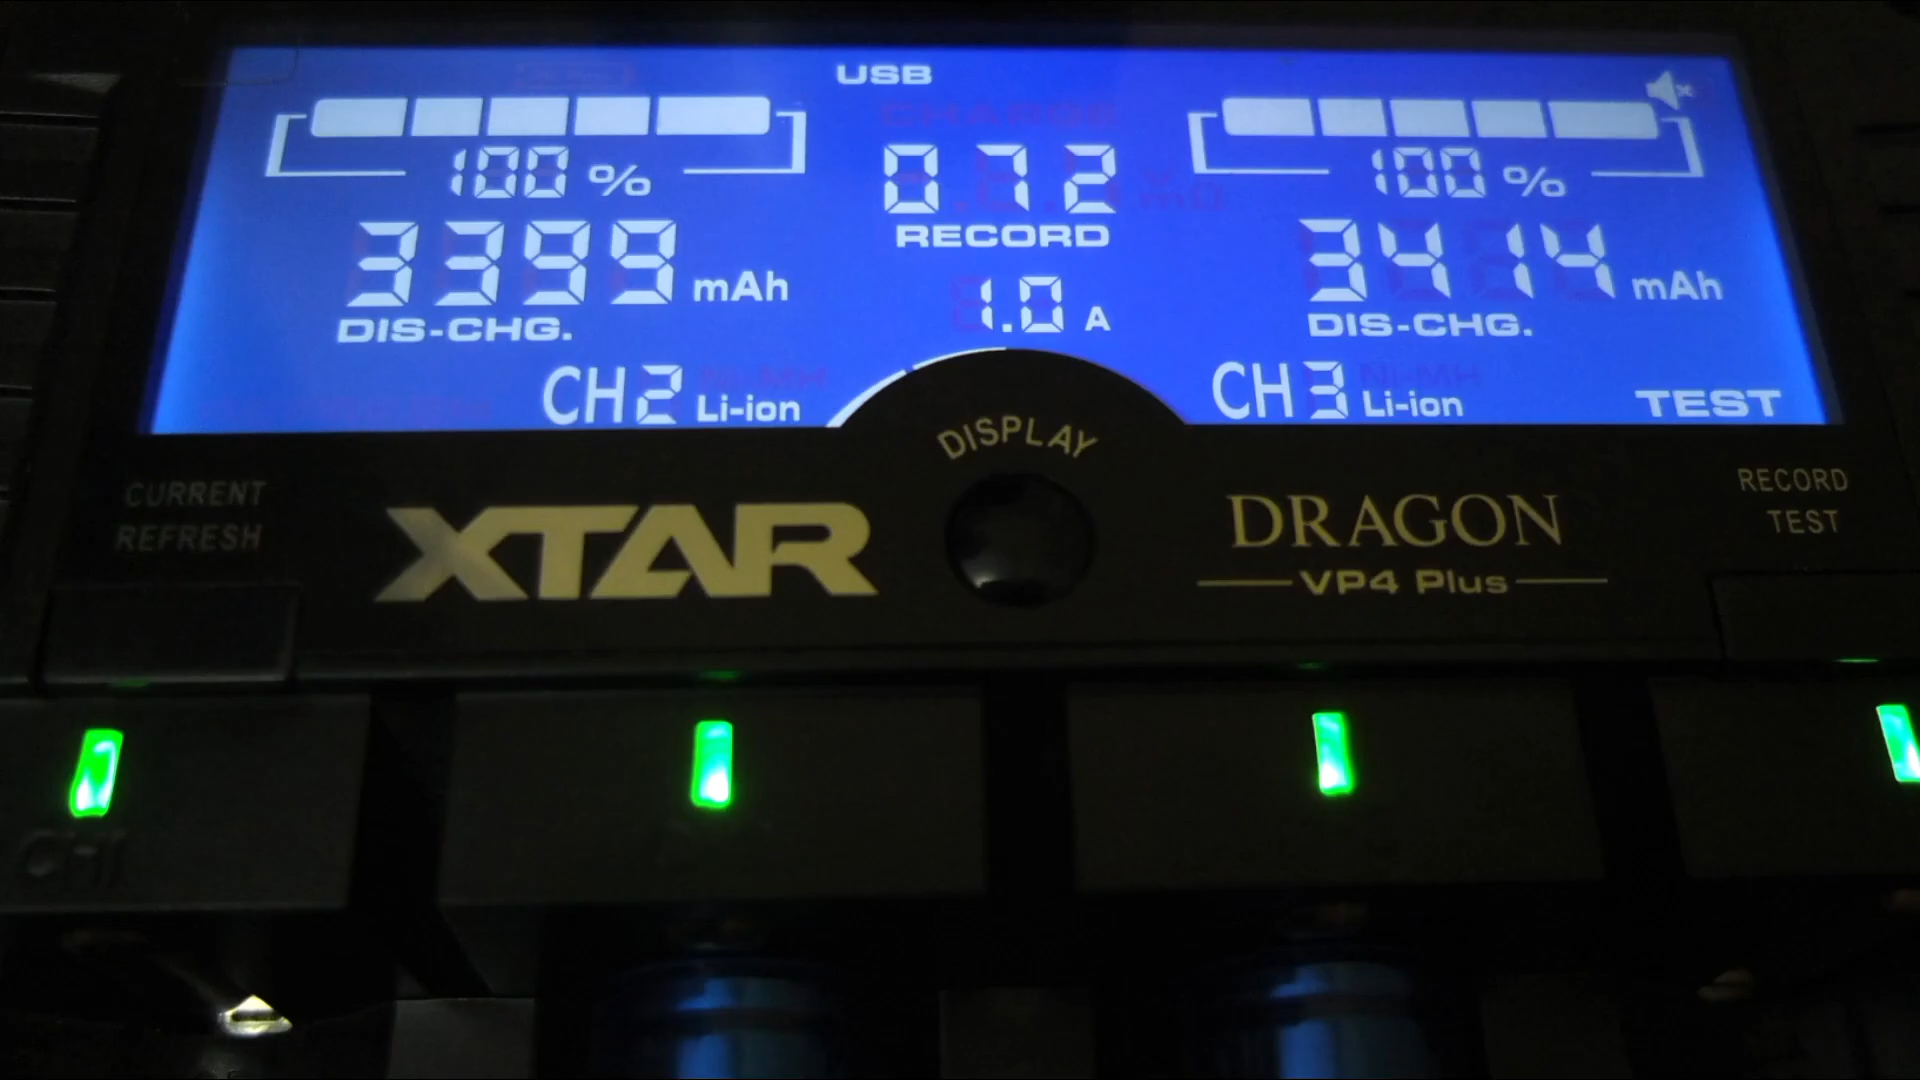 USB
100 %
072
100 %
3399 mAh
RECORD
3414 mAh
DIS-CHG.
1.0 A
DIS-CHG.
CH2 Li-ion
CH3 Li-ion
TEST
DISPLAY
CURRENT
REFRESH
XTAR
DRAGON
VP4 Plus
RECORD
TEST
CH1